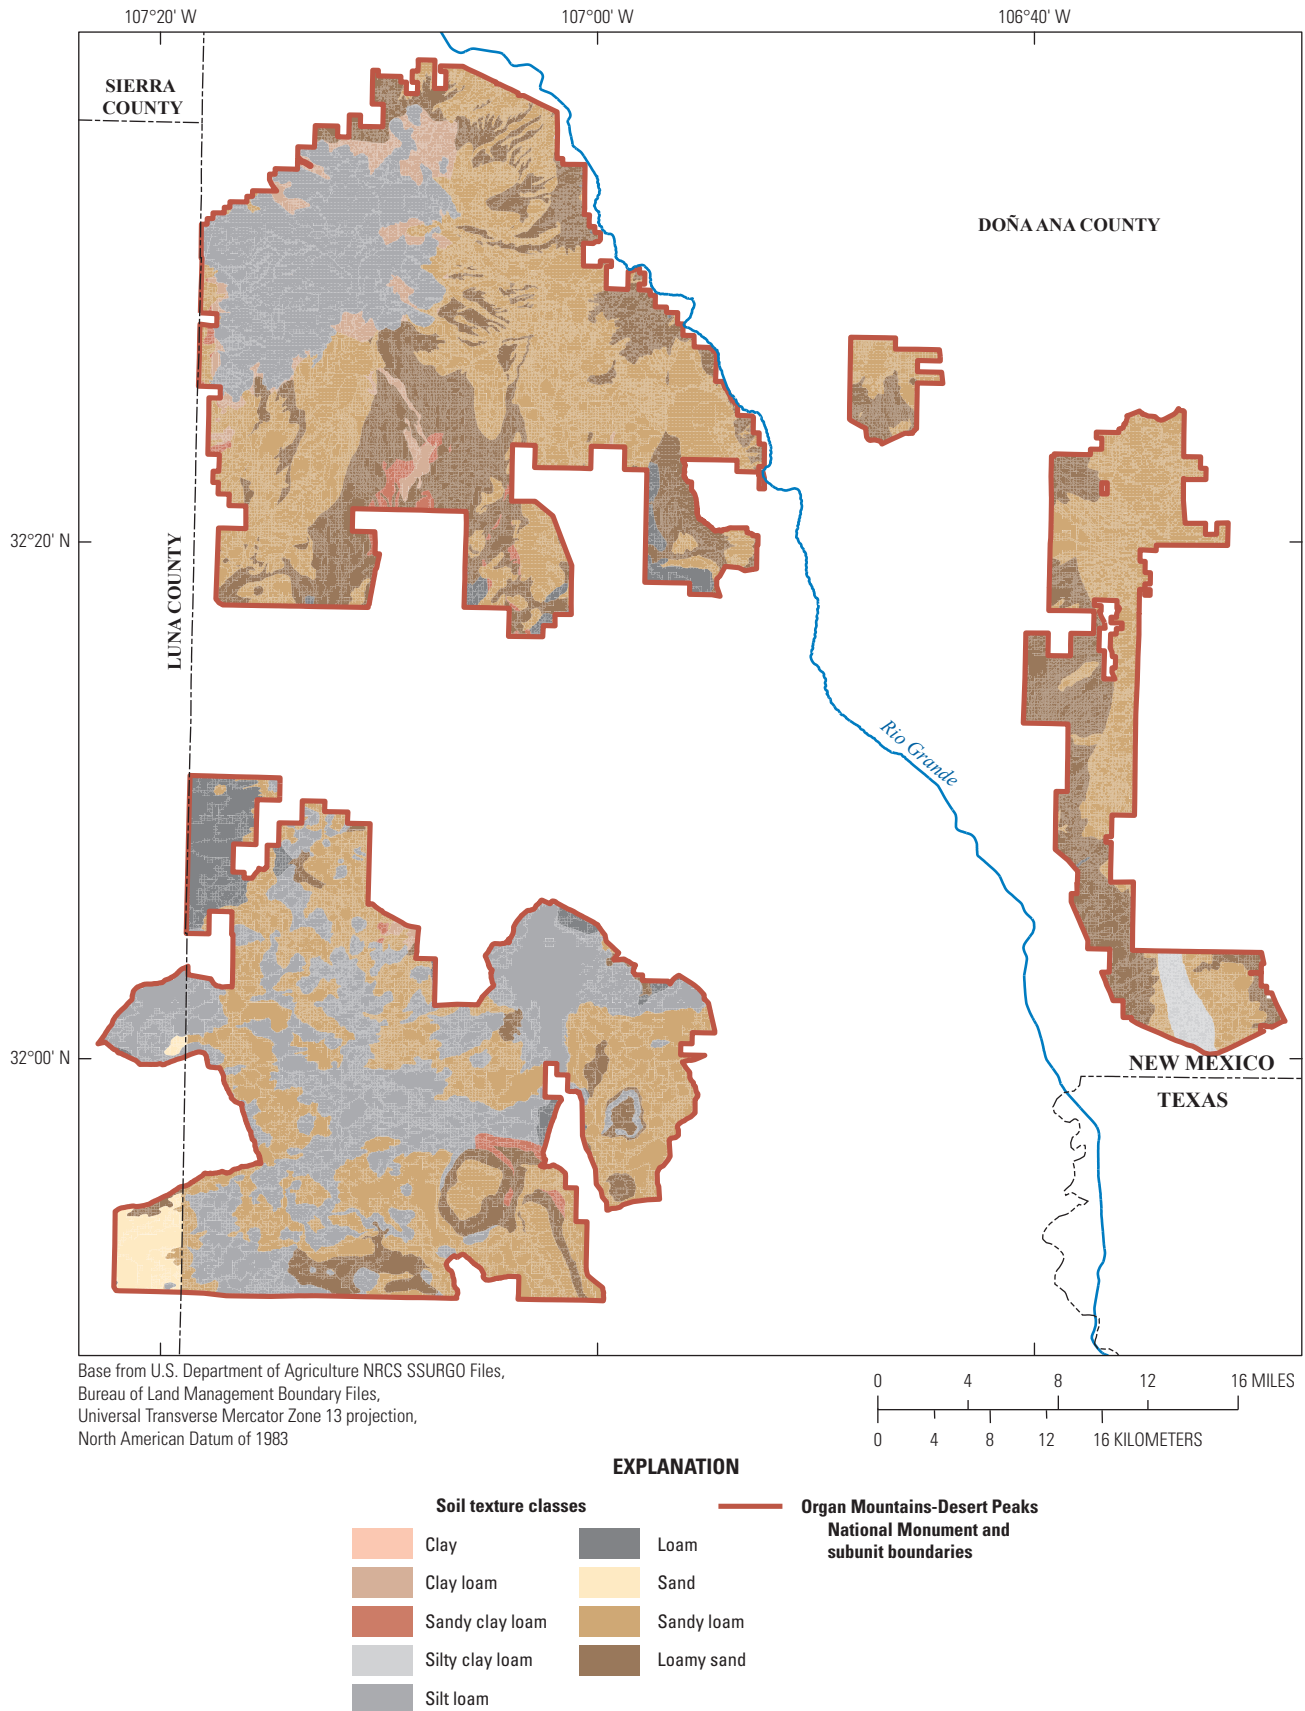 107°20' W
107°00' W
106°40' W
SIERRA
COUNTY
DOÑA ANA COUNTY
32°20' N
LUNA COUNTY
Rio Grande
32°00' N
NEW MEXICO
TEXAS
Base from U.S. Department of Agriculture NRCS SSURGO Files,
Bureau of Land Management Boundary Files,
Universal Transverse Mercator Zone 13 projection,
North American Datum of 1983
0 4 8 12 16 MILES
0 4 8 12 16 KILOMETERS
EXPLANATION
Soil texture classes
Clay
Clay loam
Sandy clay loam
Silty clay loam
Silt loam
Loam
Sand
Sandy loam
Loamy sand
Organ Mountains-Desert Peaks
National Monument and
subunit boundaries